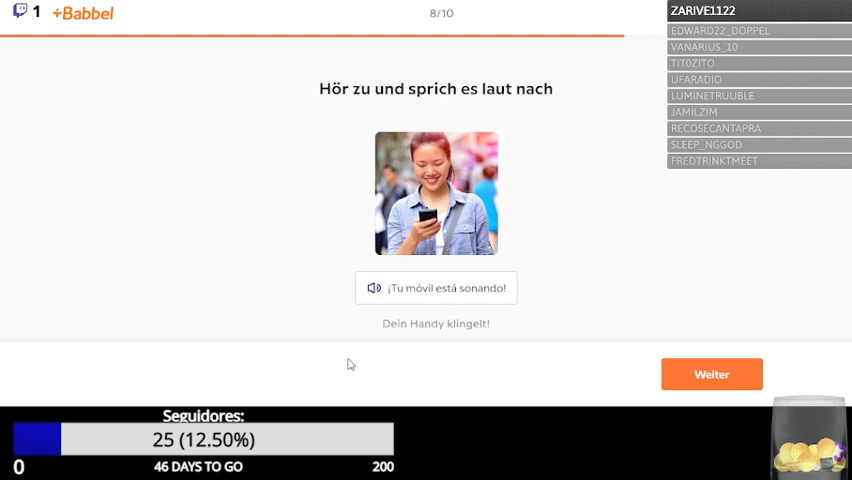 1 +Babbel
8/10
ZARIVE1122
EDWARD22_DOPPEL
VANARIUS_10
TIT0ZITO
UFARADIO
LUMINETRUUBLE
JAMILZIM
RECOSECANTAPRA
SLEEP_NGGOD
FREDTRINKTMEET
Hör zu und sprich es laut nach
¡Tu móvil está sonando!
Dein Handy klingelt!
Weiter
Seguidores:
25 (12.50%)
0 46 DAYS TO GO 200